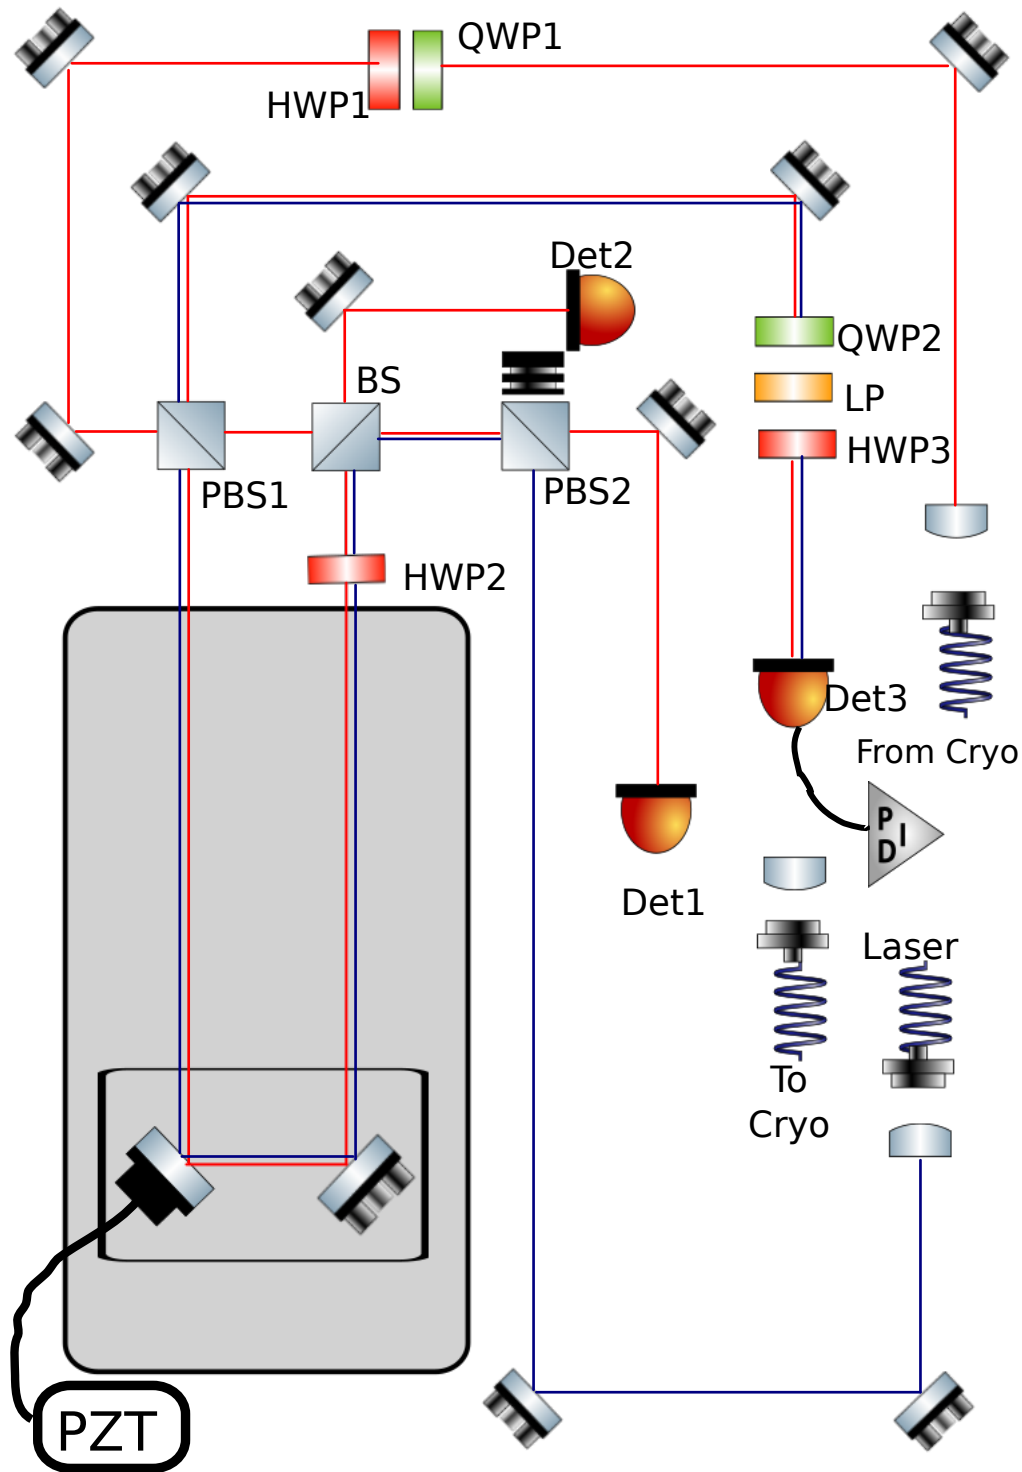 QWP1
HWP1
Det2
QWP2
BS
LP
HWP3
PBS1
PBS2
HWP2
Det3
From Cryo
P
I
D
Det1
Laser
To
Cryo
PZT